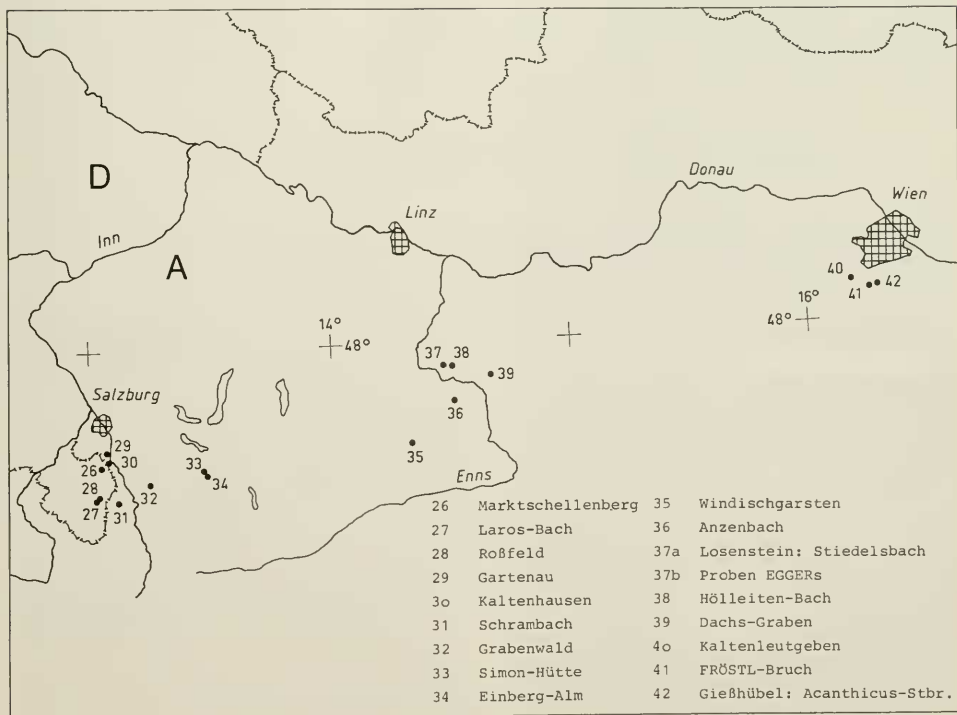 D
Inn
A
Linz
Donau
Wien
40
41
42
16°
48°
14°
48°
37
38
39
36
35
Enns
Salzburg
29
30
26
28
27
31
32
33
34
26 Marktschellenberg
27 Laros-Bach
28 Roßfeld
29 Gartenau
3o Kaltenhausen
31 Schrambach
32 Grabenwald
33 Simon-Hütte
34 Einberg-Alm
35 Windischgarsten
36 Anzenbach
37a Losenstein: Stiedelsbach
37b Proben EGGERs
38 Hölleiten-Bach
39 Dachs-Graben
4o Kaltenleutgeben
41 FRÖSTL-Bruch
42 Gießhübel: Acanthicus-Stbr.